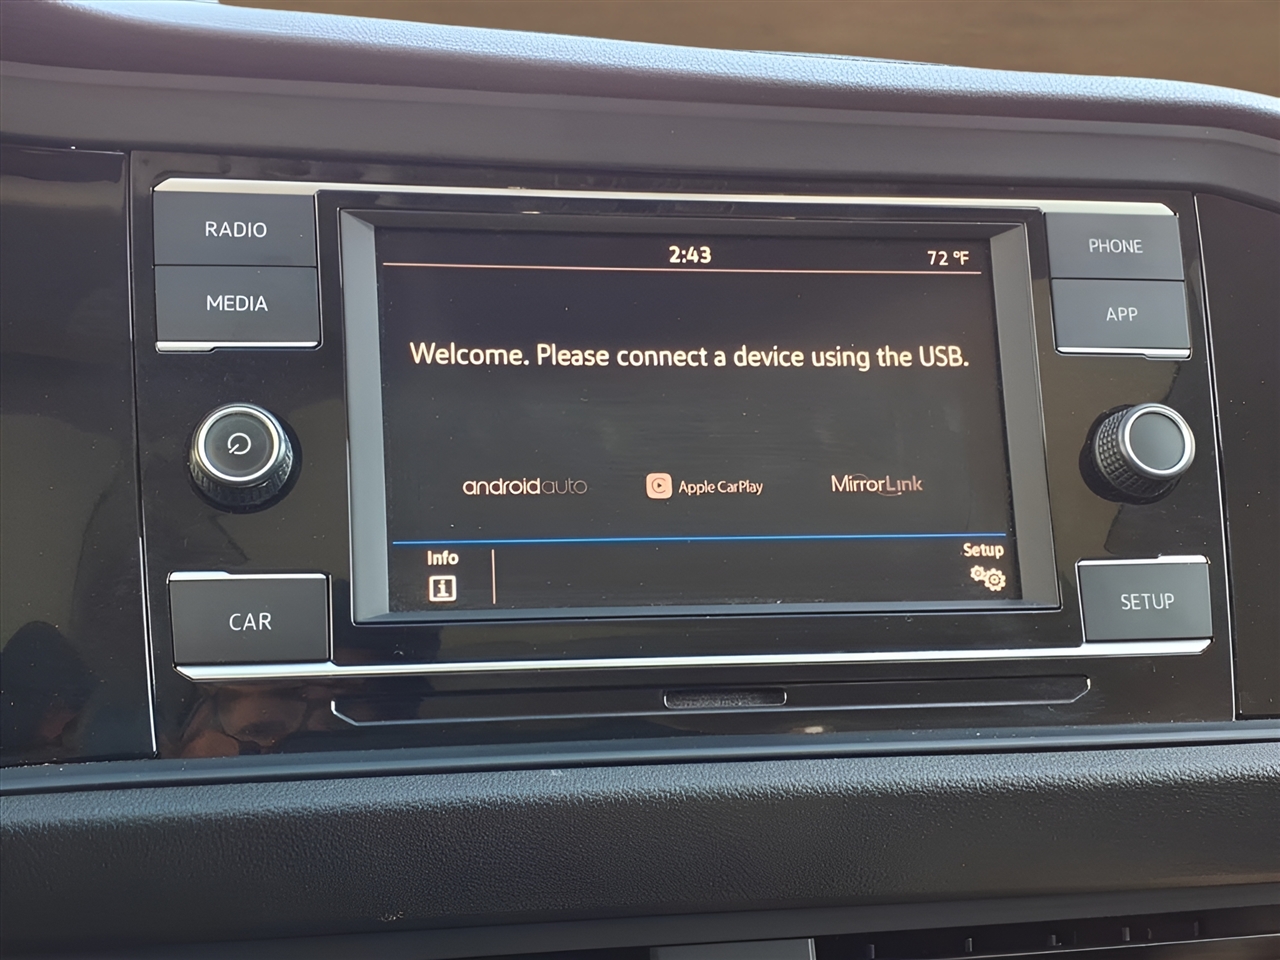 RADIO
MEDIA
2:43
72 °F
PHONE
APP
Welcome. Please connect a device using the USB.
androidauto
Apple CarPlay
MirrorLink
Info
i
Setup
CAR
SETUP